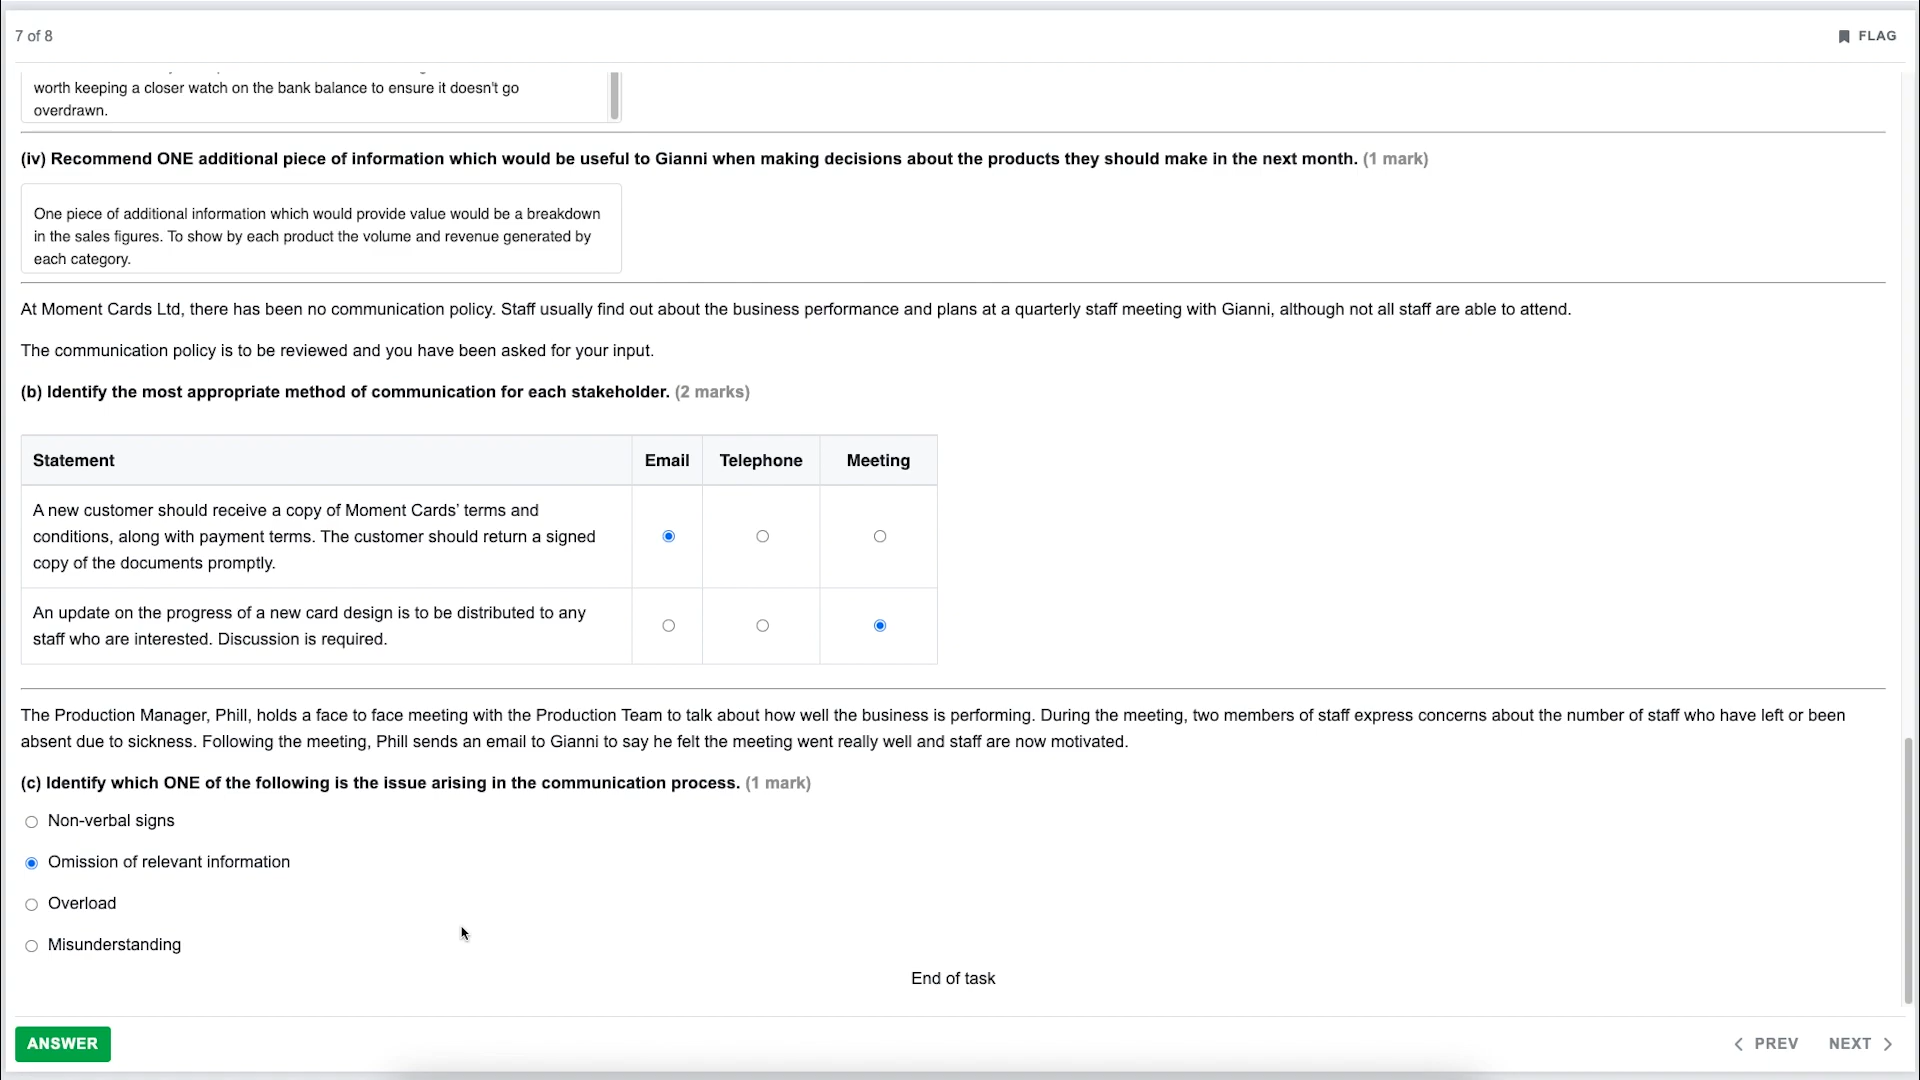 7 of 8
FLAG
worth keeping a closer watch on the bank balance to ensure it doesn't go
overdrawn.
(iv) Recommend ONE additional piece of information which would be useful to Gianni when making decisions about the products they should make in the next month. (1 mark)
One piece of additional information which would provide value would be a breakdown
in the sales figures. To show by each product the volume and revenue generated by
each category.
At Moment Cards Ltd, there has been no communication policy. Staff usually find out about the business performance and plans at a quarterly staff meeting with Gianni, although not all staff are able to attend.
The communication policy is to be reviewed and you have been asked for your input.
(b) Identify the most appropriate method of communication for each stakeholder. (2 marks)
Statement Email Telephone Meeting
A new customer should receive a copy of Moment Cards' terms and
conditions, along with payment terms. The customer should return a signed
copy of the documents promptly.
An update on the progress of a new card design is to be distributed to any
staff who are interested. Discussion is required.
The Production Manager, Phill, holds a face to face meeting with the Production Team to talk about how well the business is performing. During the meeting, two members of staff express concerns about the number of staff who have left or been
absent due to sickness. Following the meeting, Phill sends an email to Gianni to say he felt the meeting went really well and staff are now motivated.
(c) Identify which ONE of the following is the issue arising in the communication process. (1 mark)
Non-verbal signs
Omission of relevant information
Overload
Misunderstanding
End of task
ANSWER
PREV
NEXT